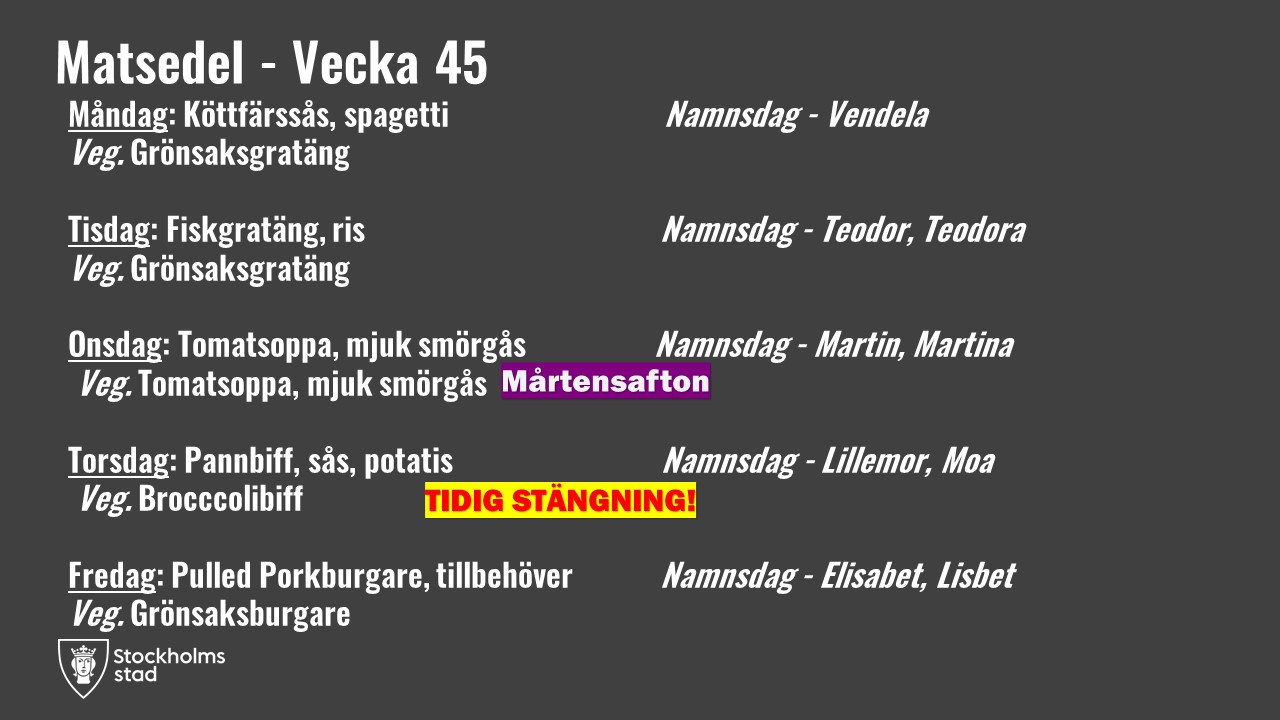 Matsedel - Vecka 45
Måndag: Köttfärssås, spagetti Namnsdag - Vendela
Veg. Grönsaksgratäng
Tisdag: Fiskgratäng, ris Namnsdag - Teodor, Teodora
Veg. Grönsaksgratäng
Onsdag: Tomatsoppa, mjuk smörgås Namnsdag - Martin, Martina
Veg. Tomatsoppa, mjuk smörgås Mårtensafton
Torsdag: Pannbiff, sås, potatis Namnsdag - Lillemor, Moa
Veg. Brocccolibiff TIDIG STÄNGNING!
Fredag: Pulled Porkburgare, tillbehöver Namnsdag - Elisabet, Lisbet
Veg. Grönsaksburgare
Stockholms
stad